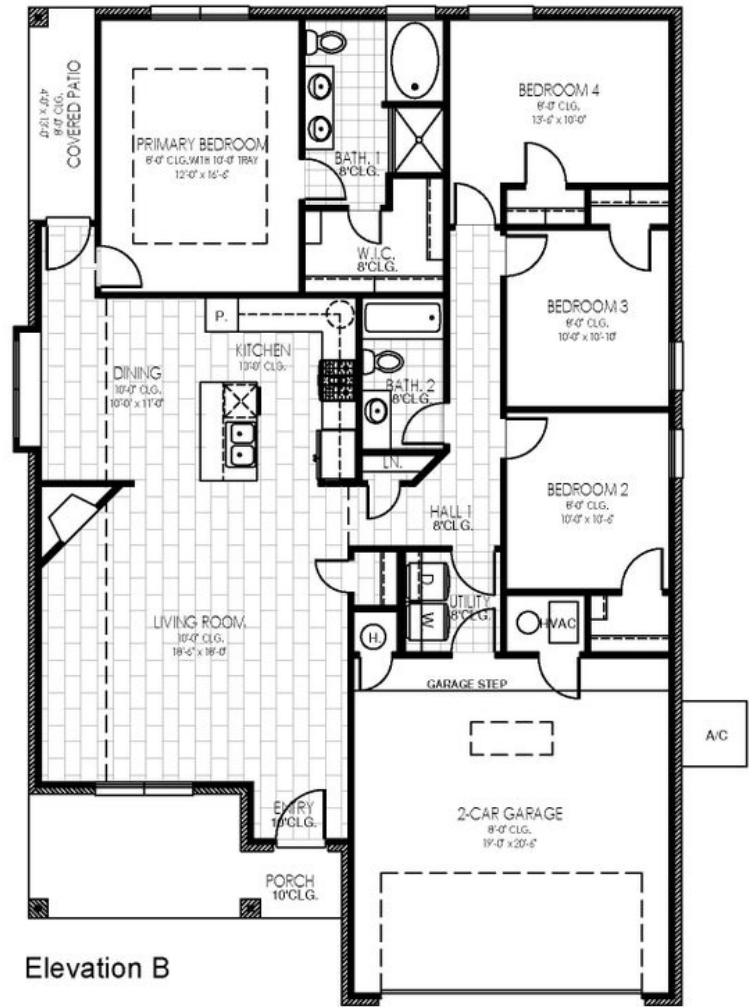 COVERED PATIO
8'-0" CLG.
4'-0" x 13'-0"
PRIMARY BEDROOM
8'-0" CLG. WITH 10'-0" TRAY
12'-0" x 16'-6"
BATH. 1
8'CLG.
BEDROOM 4
8'-0" CLG.
13'-6" x 10'-0"
W.I.C.
8'CLG.
BEDROOM 3
8'-0" CLG.
10'-0" x 10'-10"
P.
KITCHEN
10'-0" CLG.
DINING
10'-0" CLG.
10'-0" x 11'-0"
BATH. 2
8'CLG.
LN.
BEDROOM 2
8'-0" CLG.
10'-0" x 10'-6"
HALL 1
8'CLG.
D
W
UTILITY
8'CLG.
HVAC
H.
LIVING ROOM
10'-0" CLG.
18'-6" x 18'-0"
GARAGE STEP
A/C
2-CAR GARAGE
8'-0" CLG.
19'-0" x 20'-6"
ENTRY
10'CLG.
PORCH
10'CLG.
Elevation B